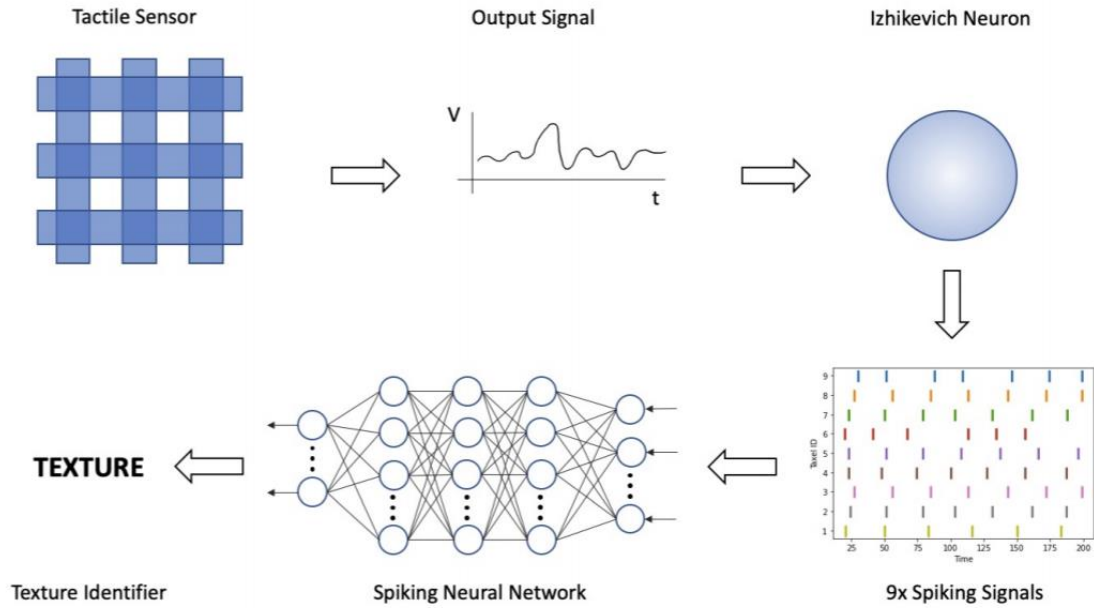 Tactile Sensor
Output Signal
Izhikevich Neuron
V
t
9
8
7
6
5
4
3
2
1
Taxel ID
25 50 75 100 125 150 175 200
Time
TEXTURE
Texture Identifier
Spiking Neural Network
9x Spiking Signals